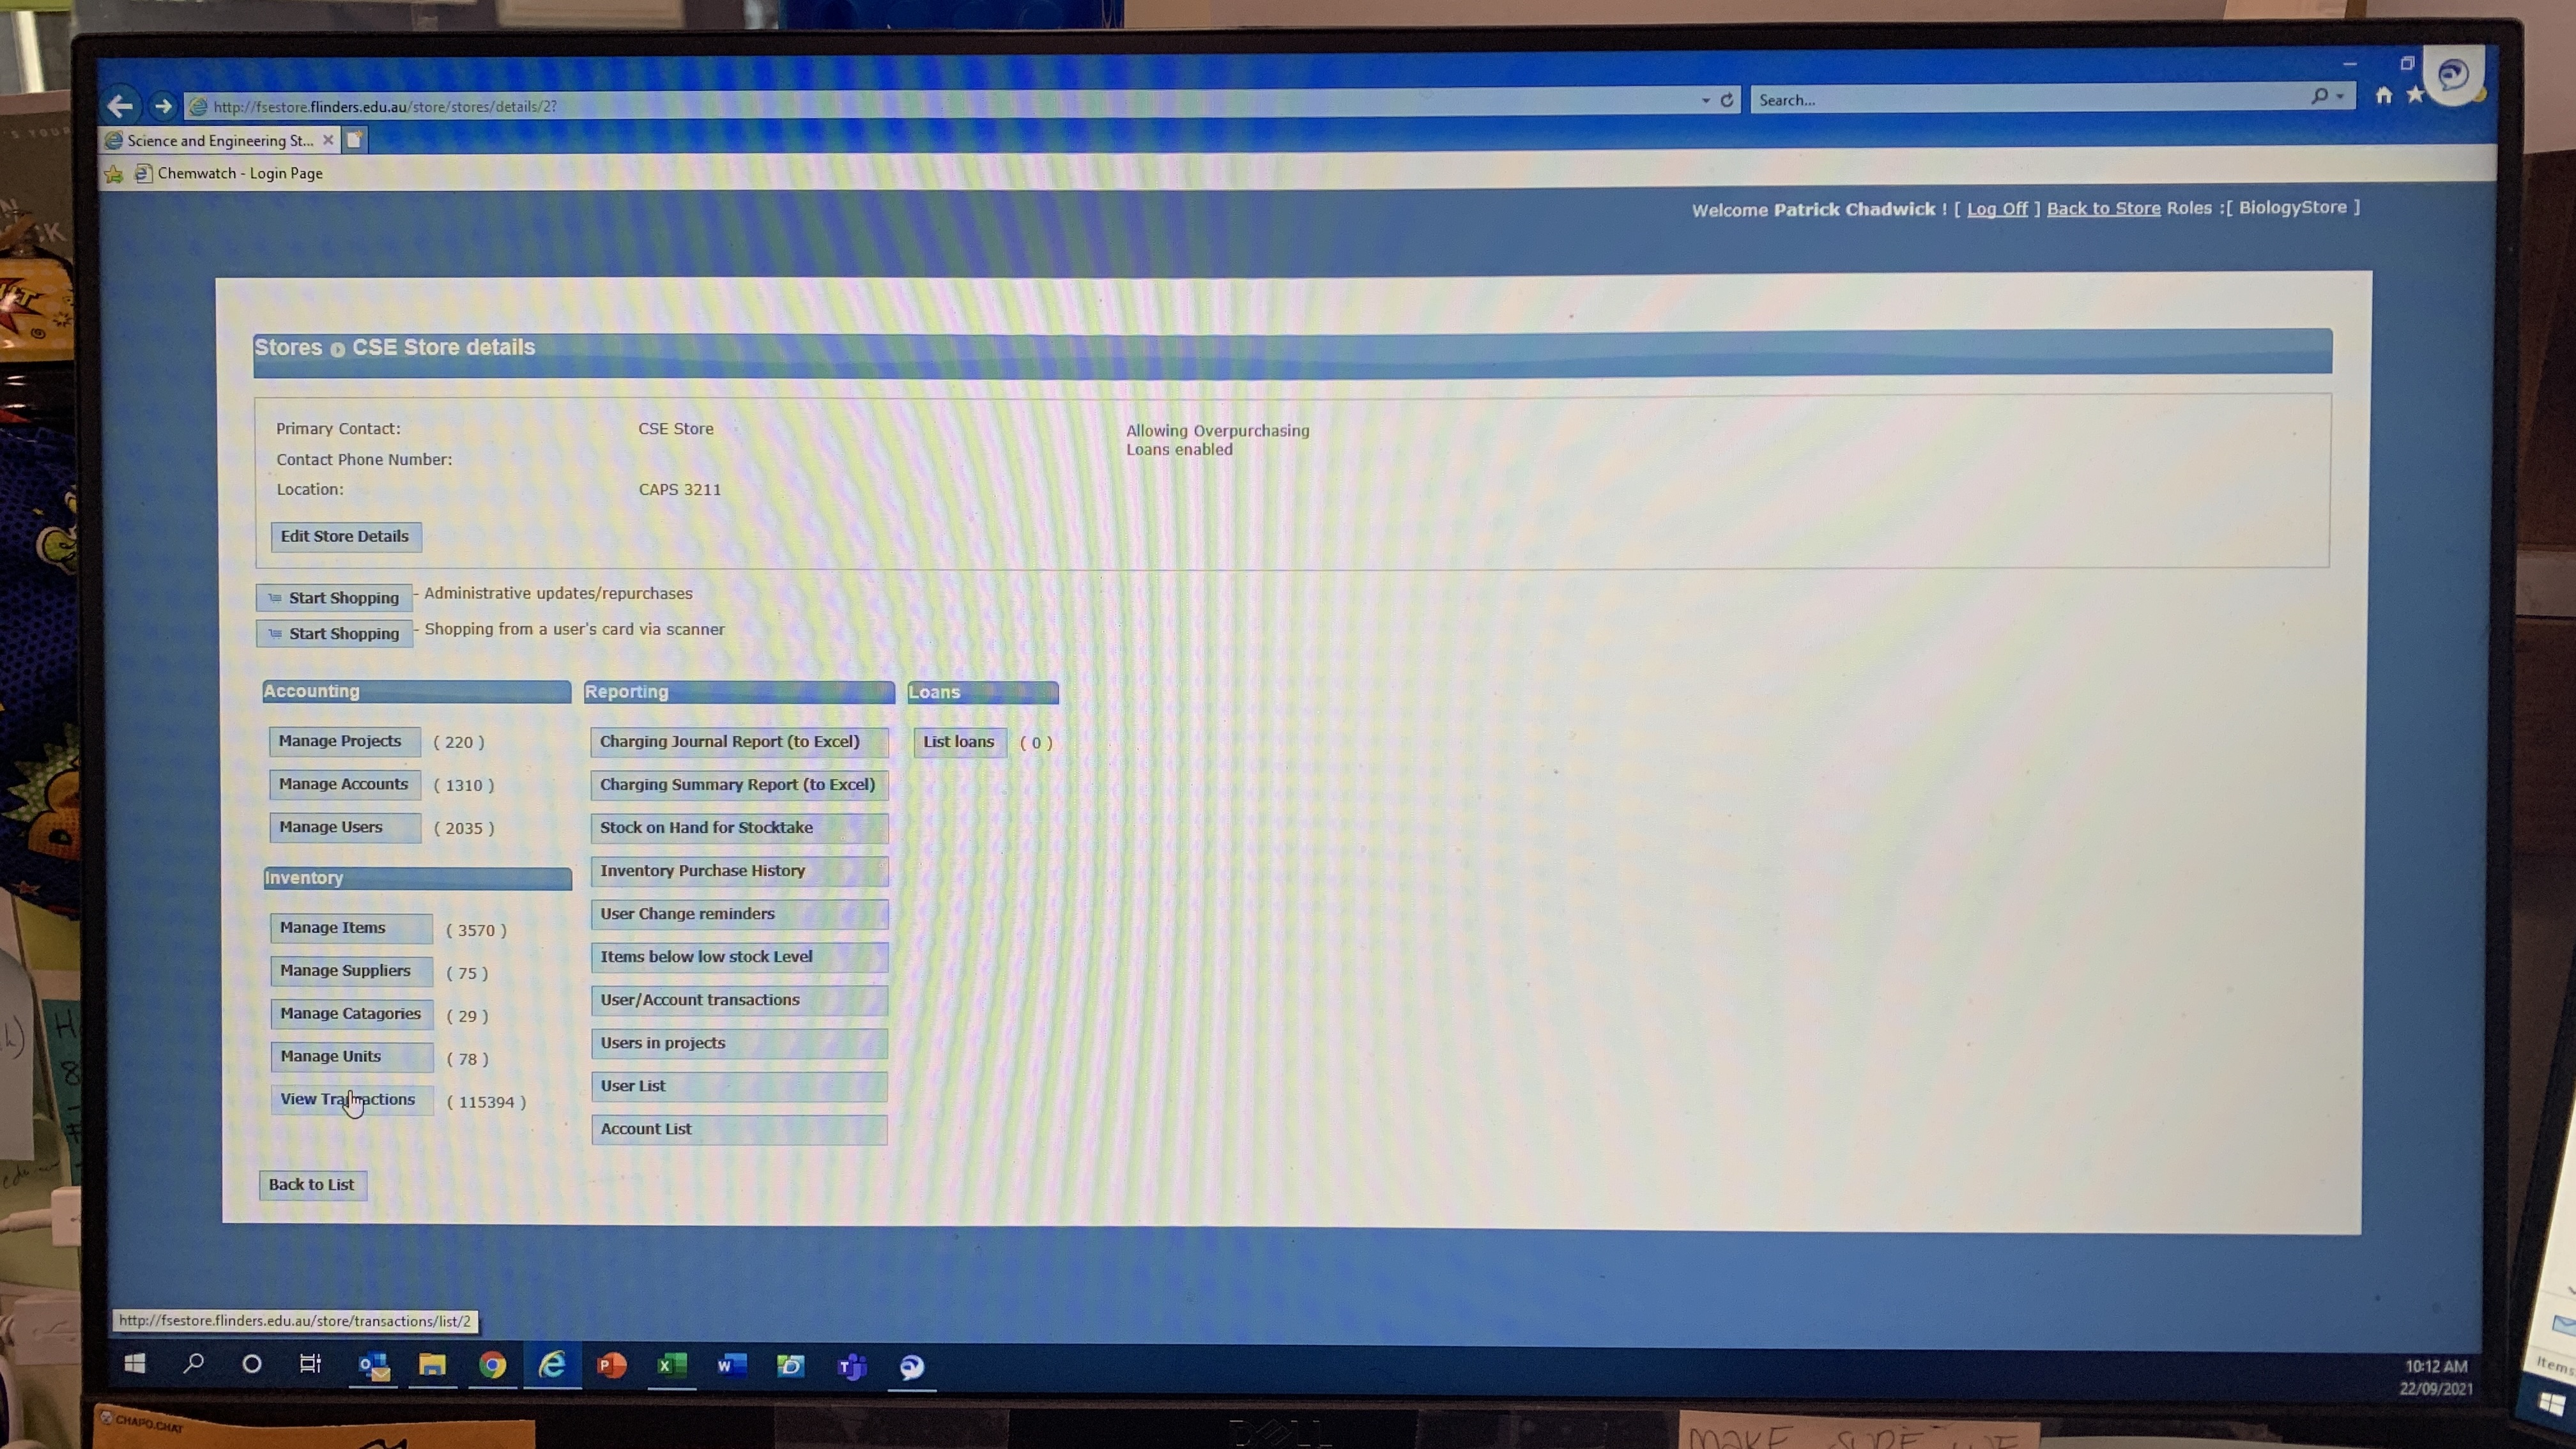 http://fsestore.flinders.edu.au/store/stores/details/2?
Search...
Science and Engineering St...
Chemwatch - Login Page
Welcome Patrick Chadwick ! [ Log Off ] Back to Store Roles :[ BiologyStore ]
Stores CSE Store details
Primary Contact: CSE Store
Allowing Overpurchasing
Loans enabled
Contact Phone Number:
Location: CAPS 3211
Edit Store Details
Start Shopping - Administrative updates/repurchases
Start Shopping - Shopping from a user's card via scanner
Accounting
Manage Projects ( 220 )
Manage Accounts ( 1310 )
Manage Users ( 2035 )
Inventory
Manage Items ( 3570 )
Manage Suppliers ( 75 )
Manage Catagories ( 29 )
Manage Units ( 78 )
View Transactions ( 115394 )
Reporting
Charging Journal Report (to Excel)
Charging Summary Report (to Excel)
Stock on Hand for Stocktake
Inventory Purchase History
User Change reminders
Items below low stock Level
User/Account transactions
Users in projects
User List
Account List
Loans
List loans ( 0 )
Back to List
http://fsestore.flinders.edu.au/store/transactions/list/2
10:12 AM
22/09/2021
Items
CHAPO.CHAT
DELL
MAKE SURE WE